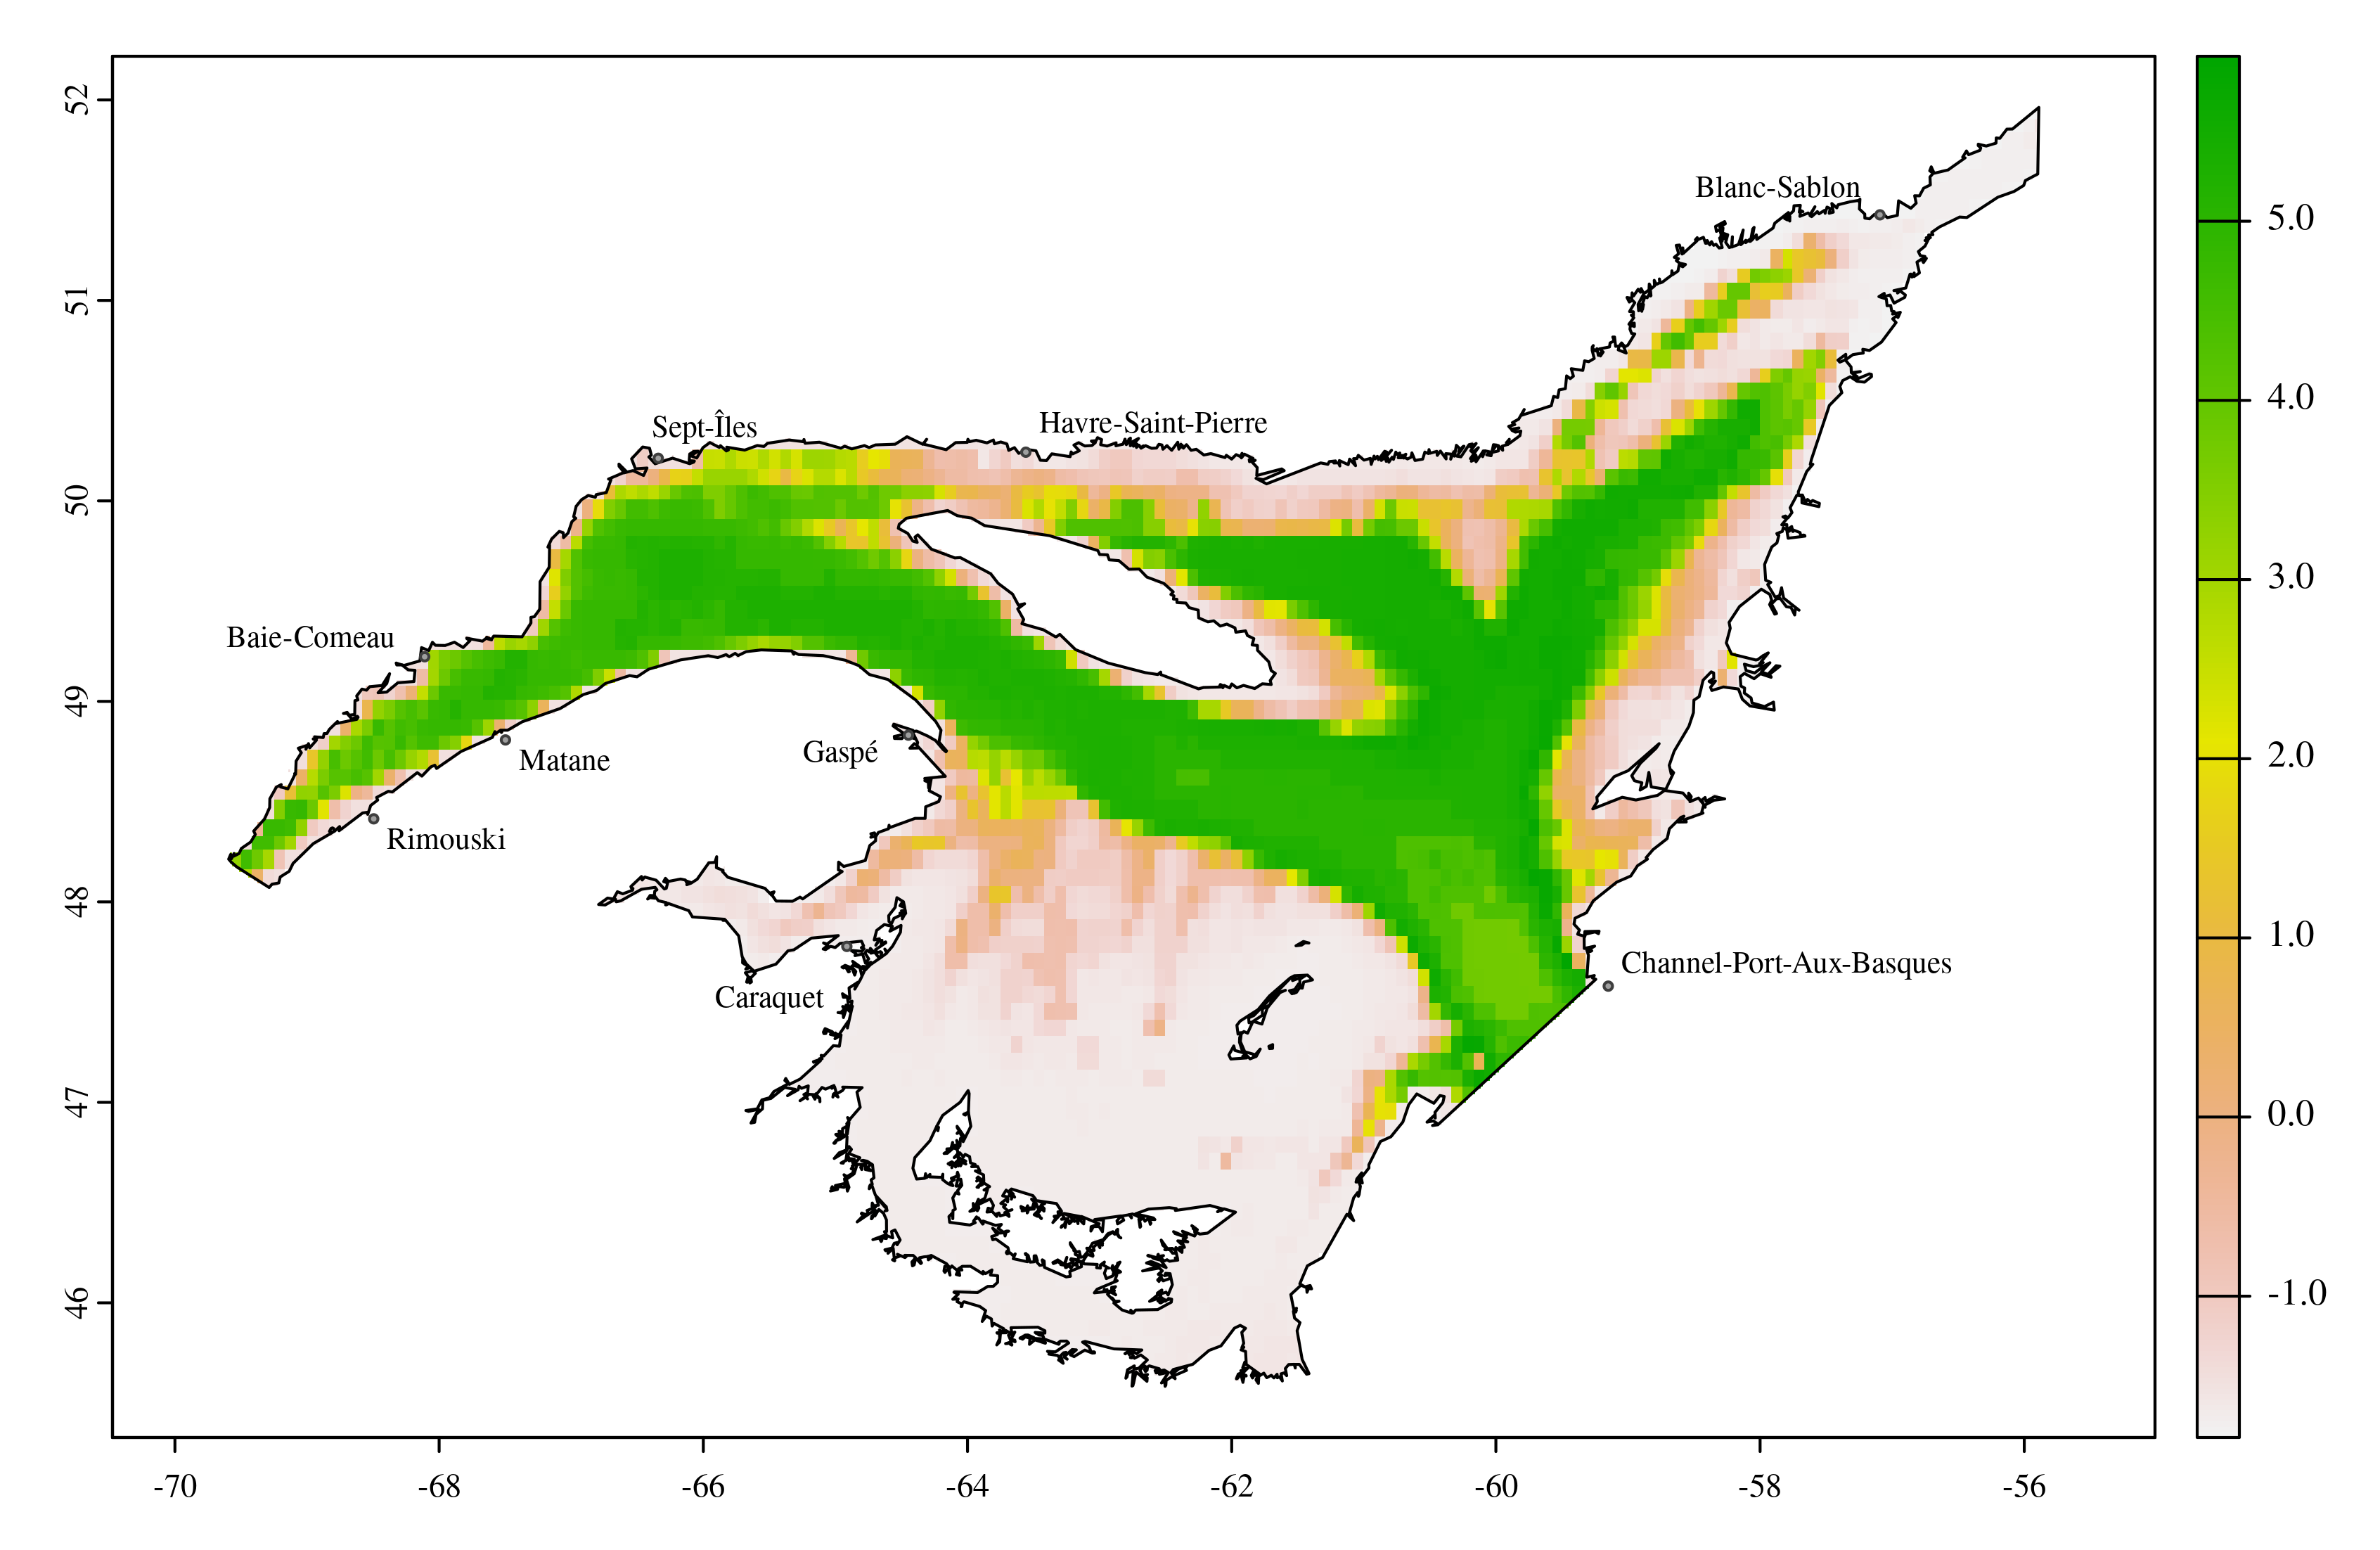 52
51
50
49
48
47
46
Blanc-Sablon
Sept-Îles
Havre-Saint-Pierre
Baie-Comeau
Matane
Gaspé
Rimouski
Channel-Port-Aux-Basques
Caraquet
-70
-68
-66
-64
-62
-60
-58
-56
5.0
4.0
3.0
2.0
1.0
0.0
-1.0